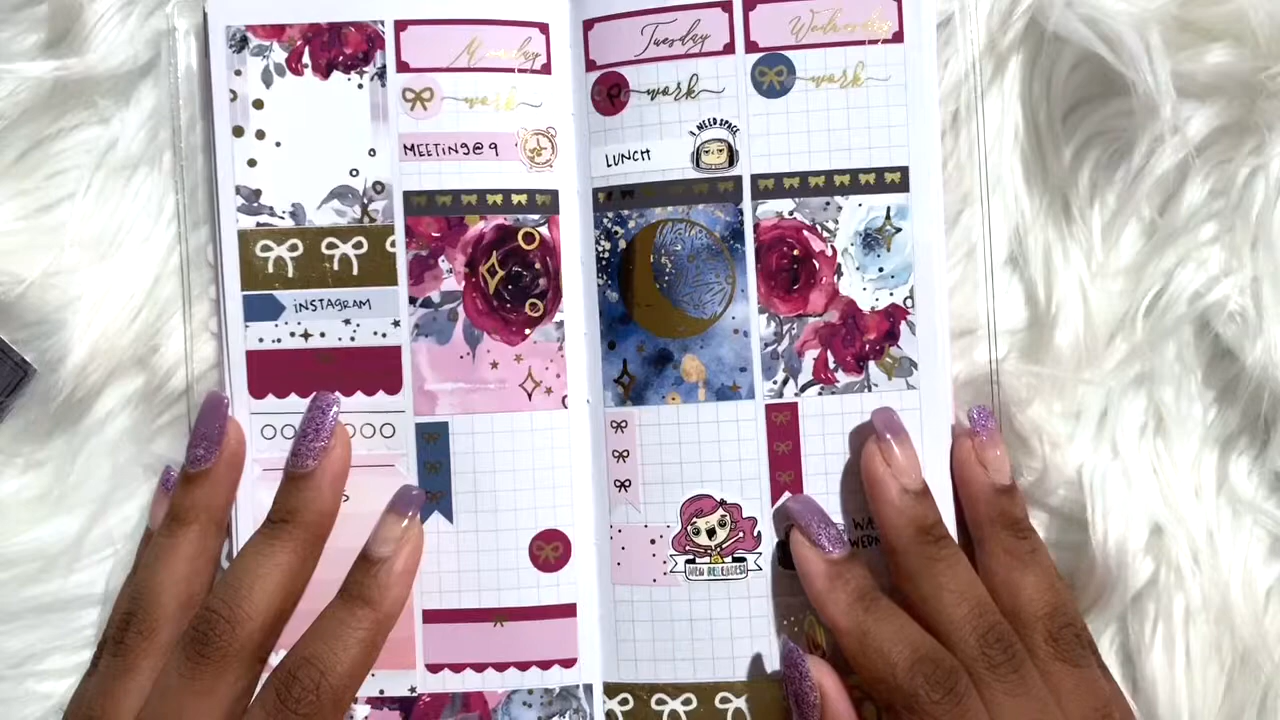 Monday
work
MEETING@9
INSTAGRAM
Tuesday
work
I NEED SPACE
LUNCH
NEW RELEASES!
Wednesday
work